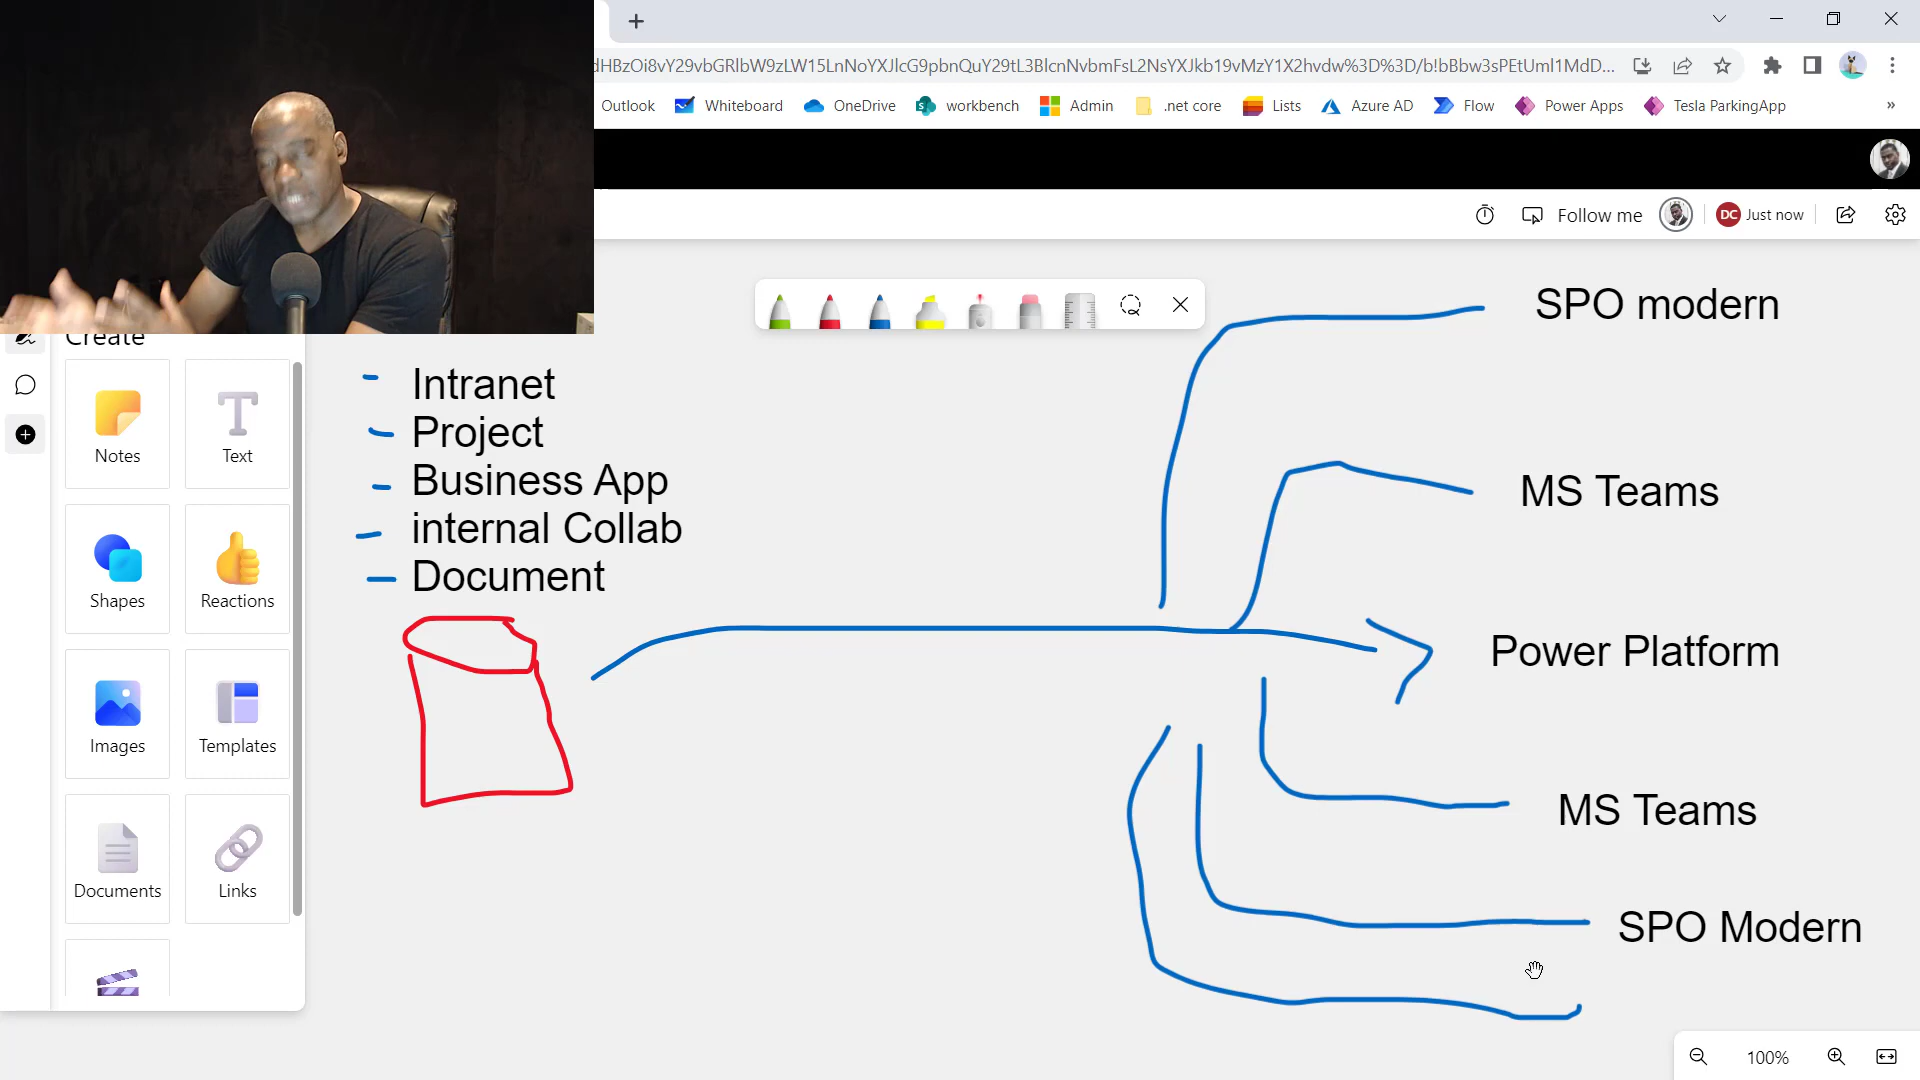 dHBzOi8vY29vbGRlbW9zLW15LnNoYXJlcG9pbnQuY29tL3BlcnNvbmFsL2NsYXJkb19vMzY1X2hvdw%3D%3D/b!bBbw3sPEtUml1MdD...
Outlook Whiteboard OneDrive workbench Admin .net core Lists Azure AD Flow Power Apps Tesla ParkingApp »
Follow me DC Just now
Create
Notes Text
Shapes Reactions
Images Templates
Documents Links
- Intranet
- Project
- Business App
- internal Collab
- Document
SPO modern
MS Teams
Power Platform
MS Teams
SPO Modern
100%